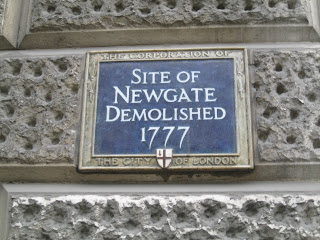 THE CORPORATION OF
SITE OF
NEWGATE
DEMOLISHED
1777
THE CITY OF LONDON